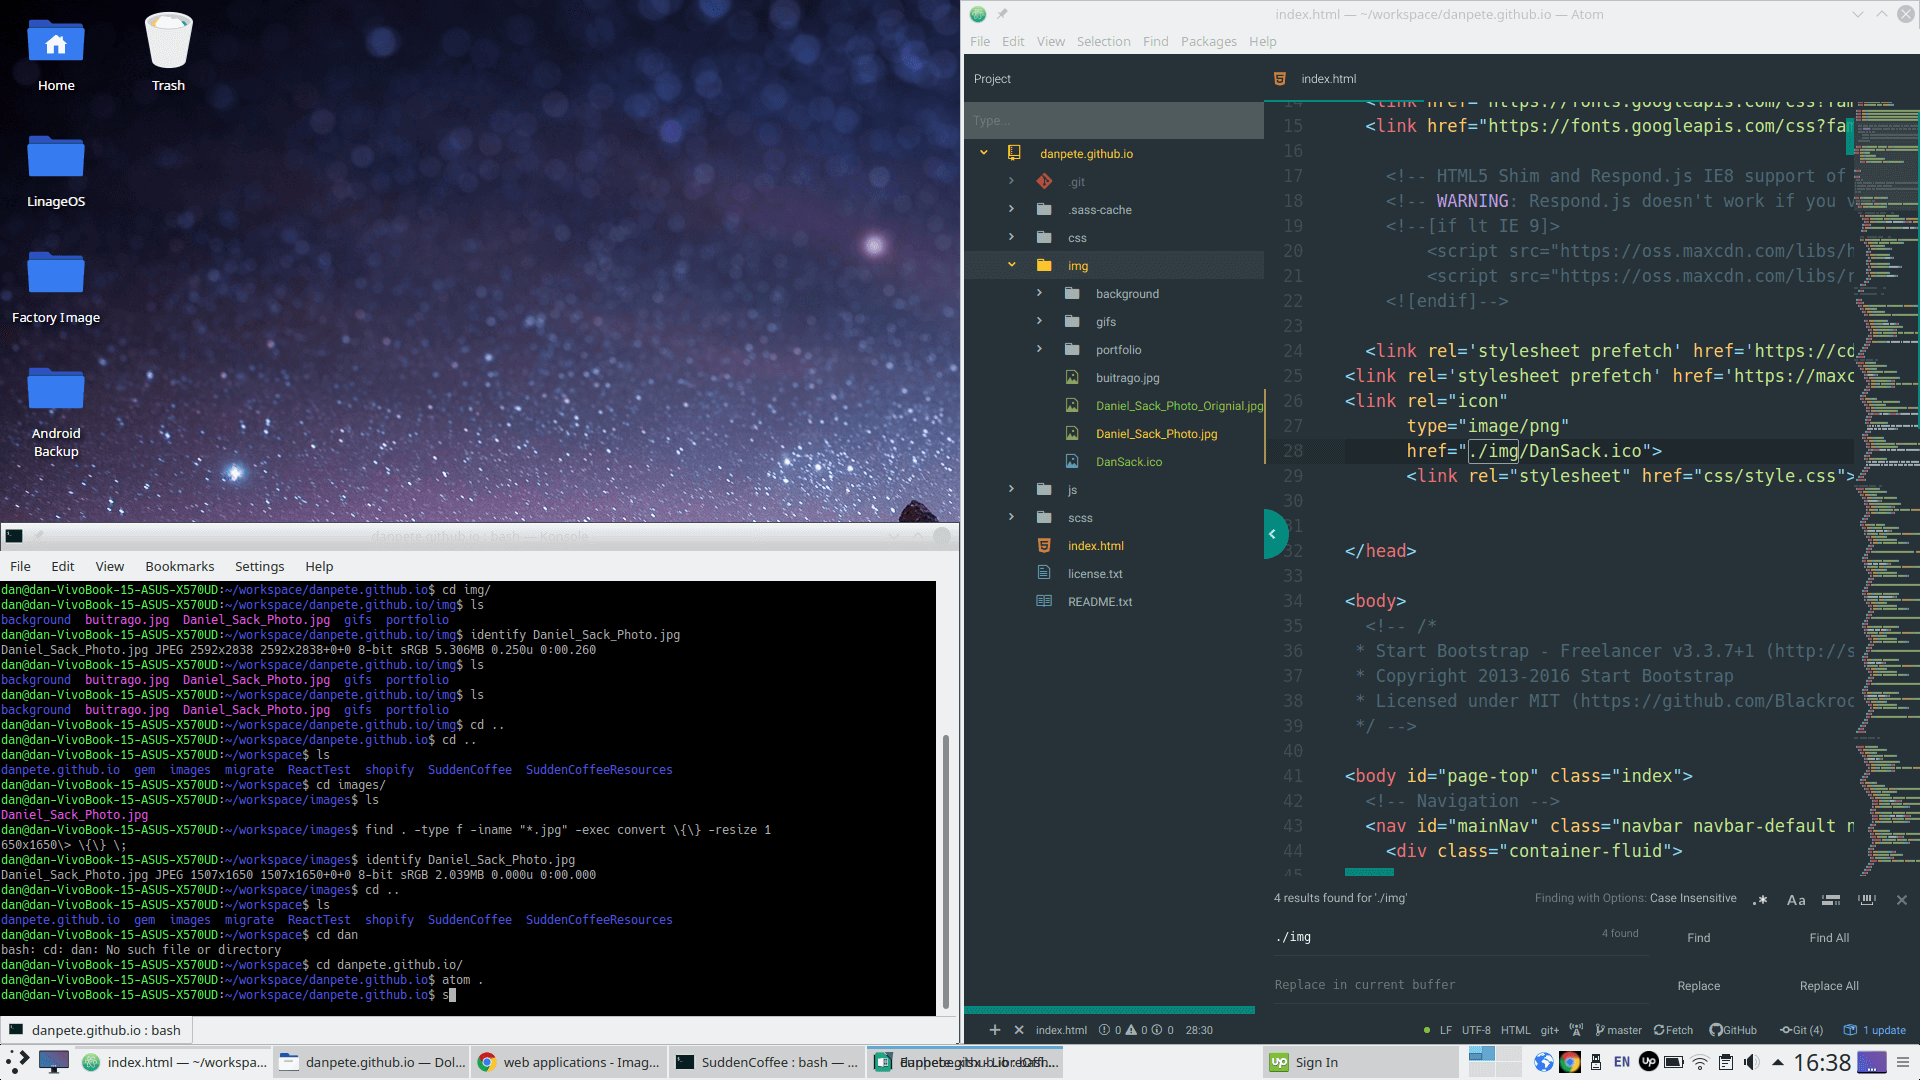 Home
Trash
LinageOS
Factory Image
Android
Backup
danpete.github.io : bash — Konsole
File Edit View Bookmarks Settings Help
dan@dan-VivoBook-15-ASUS-X570UD:~/workspace/danpete.github.io$ cd img/
dan@dan-VivoBook-15-ASUS-X570UD:~/workspace/danpete.github.io/img$ ls
background buitrago.jpg Daniel_Sack_Photo.jpg gifs portfolio
dan@dan-VivoBook-15-ASUS-X570UD:~/workspace/danpete.github.io/img$ identify Daniel_Sack_Photo.jpg
Daniel_Sack_Photo.jpg JPEG 2592x2838 2592x2838+0+0 8-bit sRGB 5.306MB 0.250u 0:00.260
dan@dan-VivoBook-15-ASUS-X570UD:~/workspace/danpete.github.io/img$ ls
background buitrago.jpg Daniel_Sack_Photo.jpg gifs portfolio
dan@dan-VivoBook-15-ASUS-X570UD:~/workspace/danpete.github.io/img$ ls
background buitrago.jpg Daniel_Sack_Photo.jpg gifs portfolio
dan@dan-VivoBook-15-ASUS-X570UD:~/workspace/danpete.github.io/img$ cd ..
dan@dan-VivoBook-15-ASUS-X570UD:~/workspace/danpete.github.io$ cd ..
dan@dan-VivoBook-15-ASUS-X570UD:~/workspace$ ls
danpete.github.io gem images migrate ReactTest shopify SuddenCoffee SuddenCoffeeResources
dan@dan-VivoBook-15-ASUS-X570UD:~/workspace$ cd images/
dan@dan-VivoBook-15-ASUS-X570UD:~/workspace/images$ ls
Daniel_Sack_Photo.jpg
dan@dan-VivoBook-15-ASUS-X570UD:~/workspace/images$ find . -type f -iname "*.jpg" -exec convert \{\} -resize 1
650x1650\> \{\} \;
dan@dan-VivoBook-15-ASUS-X570UD:~/workspace/images$ identify Daniel_Sack_Photo.jpg
Daniel_Sack_Photo.jpg JPEG 1507x1650 1507x1650+0+0 8-bit sRGB 2.039MB 0.000u 0:00.000
dan@dan-VivoBook-15-ASUS-X570UD:~/workspace/images$ cd ..
dan@dan-VivoBook-15-ASUS-X570UD:~/workspace$ ls
danpete.github.io gem images migrate ReactTest shopify SuddenCoffee SuddenCoffeeResources
dan@dan-VivoBook-15-ASUS-X570UD:~/workspace$ cd dan
bash: cd: dan: No such file or directory
dan@dan-VivoBook-15-ASUS-X570UD:~/workspace$ cd danpete.github.io/
dan@dan-VivoBook-15-ASUS-X570UD:~/workspace/danpete.github.io$ atom .
dan@dan-VivoBook-15-ASUS-X570UD:~/workspace/danpete.github.io$ s
danpete.github.io : bash
index.html — ~/workspace/danpete.github.io — Atom
File Edit View Selection Find Packages Help
Project
Type...
danpete.github.io
.git
.sass-cache
css
img
background
gifs
portfolio
buitrago.jpg
Daniel_Sack_Photo_Orignial.jpg
Daniel_Sack_Photo.jpg
DanSack.ico
js
scss
index.html
license.txt
README.txt
index.html
14 <link href="https://fonts.googleapis.com/css?fam
15 <link href="https://fonts.googleapis.com/css?fa
16
17 <!-- HTML5 Shim and Respond.js IE8 support of
18 <!-- WARNING: Respond.js doesn't work if you v
19 <!--[if lt IE 9]>
20 <script src="https://oss.maxcdn.com/libs/h
21 <script src="https://oss.maxcdn.com/libs/r
22 <![endif]-->
23
24 <link rel='stylesheet prefetch' href='https://cd
25 <link rel='stylesheet prefetch' href='https://maxc
26 <link rel="icon"
27 type="image/png"
28 href="./img/DanSack.ico">
29 <link rel="stylesheet" href="css/style.css">
30
31
32 </head>
33
34 <body>
35 <!-- /*
36 * Start Bootstrap - Freelancer v3.3.7+1 (http://s
37 * Copyright 2013-2016 Start Bootstrap
38 * Licensed under MIT (https://github.com/Blackroc
39 */ -->
40
41 <body id="page-top" class="index">
42 <!-- Navigation -->
43 <nav id="mainNav" class="navbar navbar-default n
44 <div class="container-fluid">
45
4 results found for './img'
Finding with Options: Case Insensitive
.* Aa
./img
4 found
Find Find All
Replace in current buffer
Replace Replace All
index.html 0 0 0 28:30
LF UTF-8 HTML git+ master Fetch GitHub Git (4) 1 update
index.html — ~/workspa... danpete.github.io — Dol... web applications - Imag... SuddenCoffee : bash — ...
up Sign In
EN up 16:38